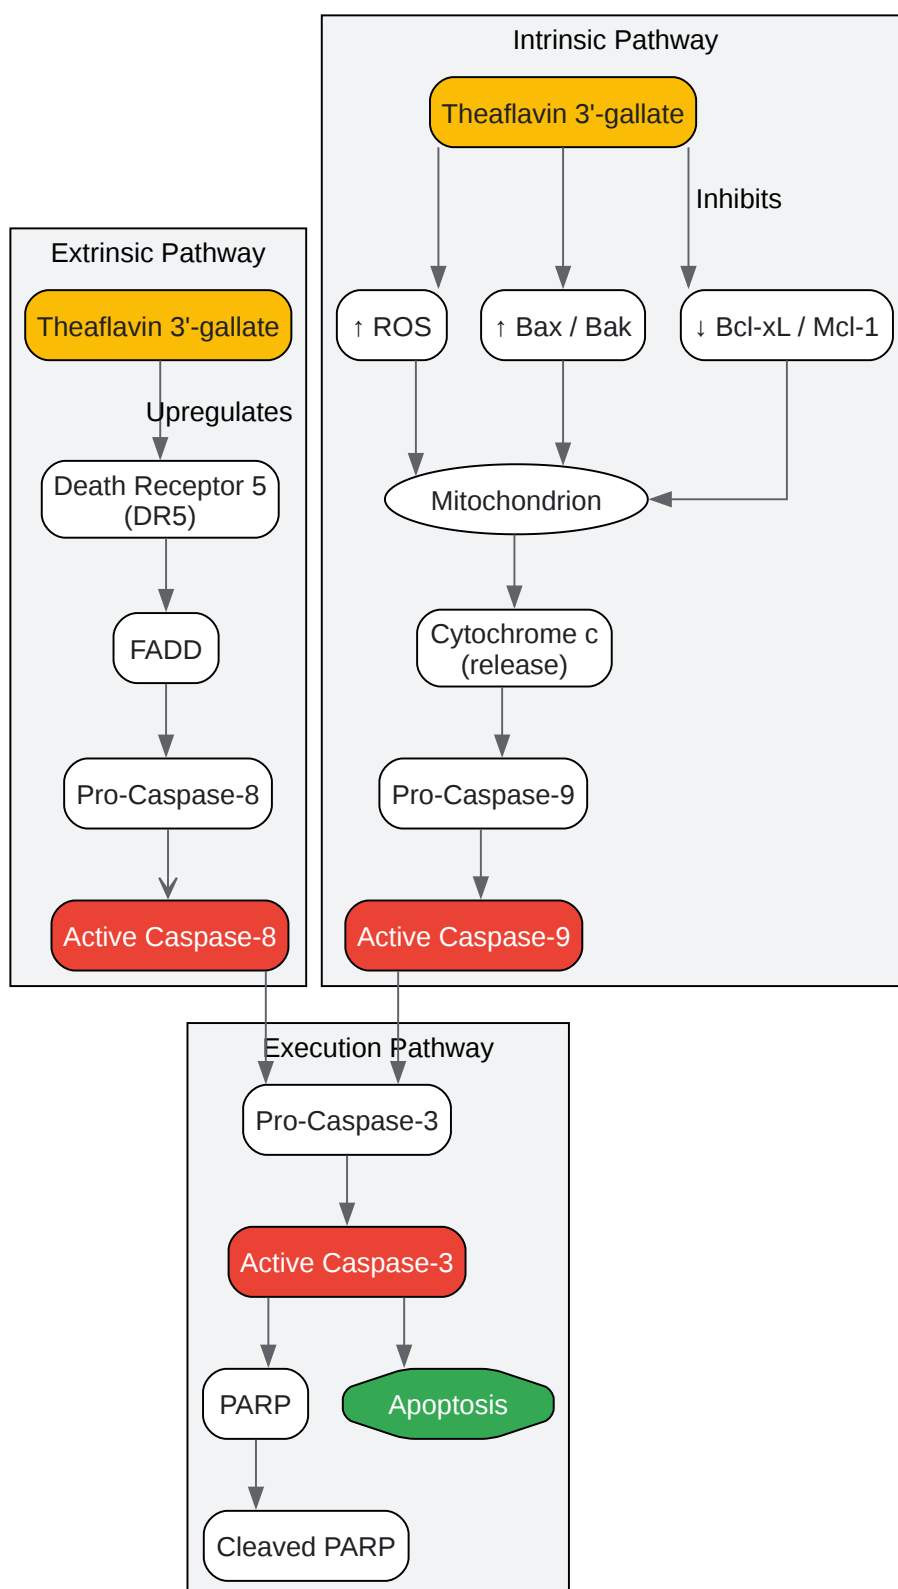 Intrinsic Pathway
Theaflavin 3'-gallate
Inhibits
↑ ROS
↑ Bax / Bak
↓ Bcl-xL / Mcl-1
Mitochondrion
Cytochrome c
(release)
Pro-Caspase-9
Active Caspase-9
Extrinsic Pathway
Theaflavin 3'-gallate
Upregulates
Death Receptor 5
(DR5)
FADD
Pro-Caspase-8
Active Caspase-8
Execution Pathway
Pro-Caspase-3
Active Caspase-3
PARP
Apoptosis
Cleaved PARP